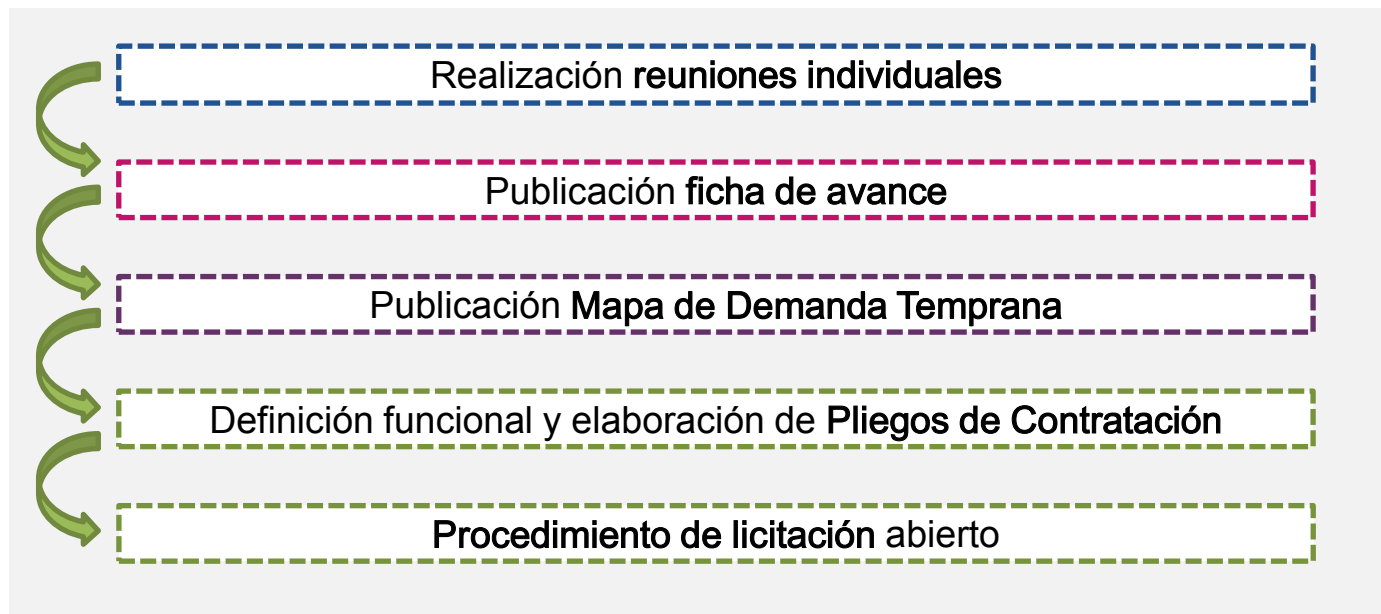 Realización reuniones individuales
Publicación ficha de avance
Publicación Mapa de Demanda Temprana
Definición funcional y elaboración de Pliegos de Contratación
Procedimiento de licitación abierto